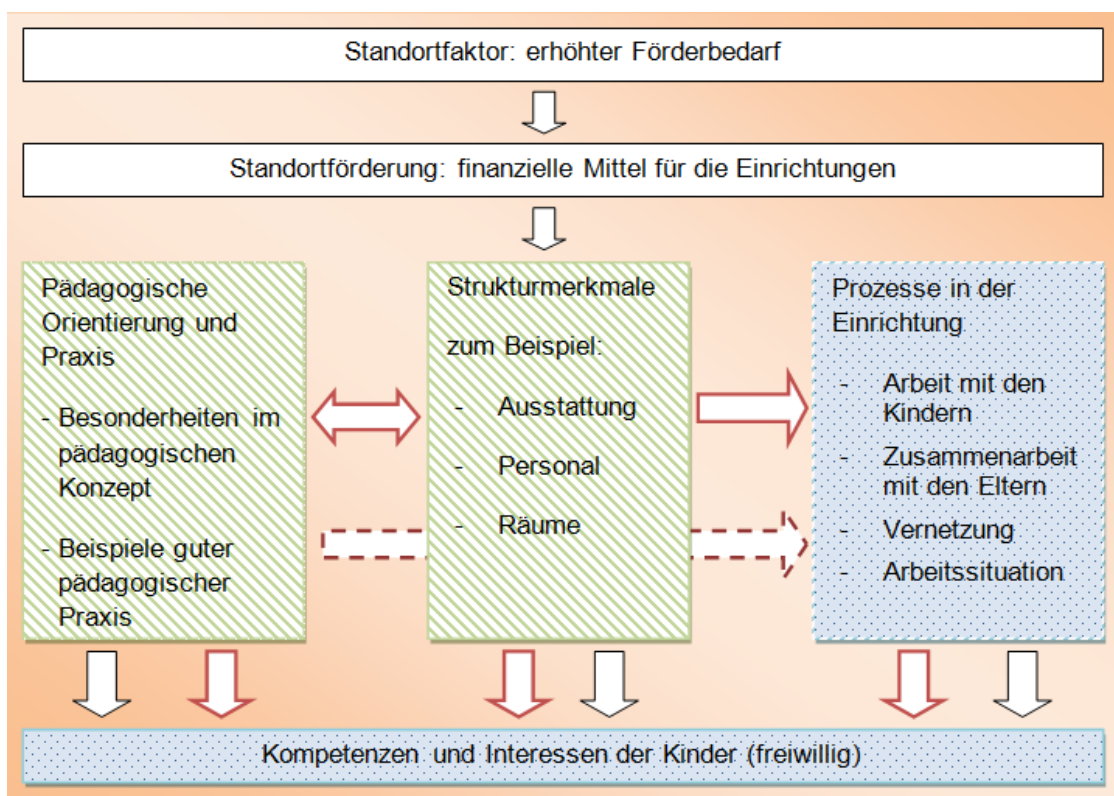 Standortfaktor: erhöhter Förderbedarf
Standortförderung: finanzielle Mittel für die Einrichtungen
Pädagogische
Orientierung und
Praxis
- Besonderheiten im
pädagogischen
Konzept
- Beispiele guter
pädagogischer
Praxis
Strukturmerkmale
zum Beispiel:
- Ausstattung
- Personal
- Räume
Prozesse in der
Einrichtung
- Arbeit mit den
Kindern
- Zusammenarbeit
mit den Eltern
- Vernetzung
- Arbeitssituation
Kompetenzen und Interessen der Kinder (freiwillig)